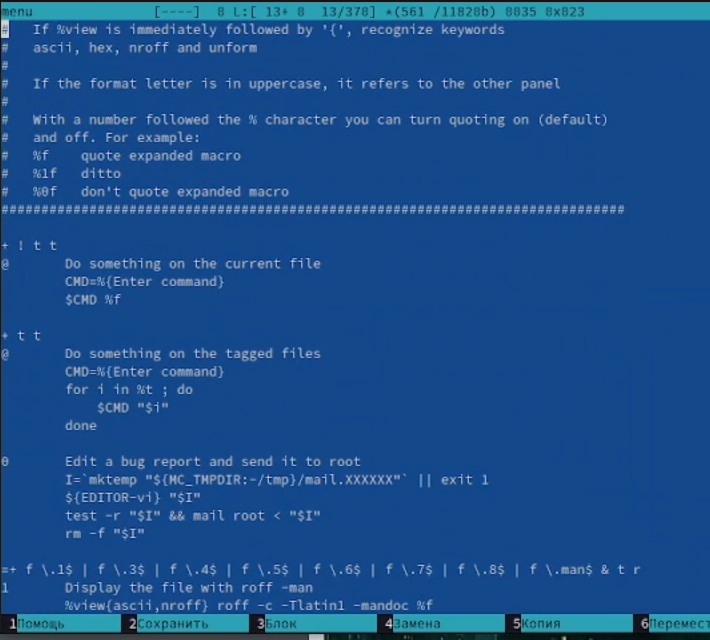 menu [----] 8 L:[ 13+ 8 13/378] *(561 /11828b) 8835 8x823
# If %view is immediately followed by '{', recognize keywords
# ascii, hex, nroff and unform
#
# If the format letter is in uppercase, it refers to the other panel
#
# With a number followed the % character you can turn quoting on (default)
# and off. For example:
# %f quote expanded macro
# %1f ditto
# %0f don't quote expanded macro
##############################################################################
+ ! t t
@ Do something on the current file
CMD=%{Enter command}
$CMD %f
+ t t
@ Do something on the tagged files
CMD=%{Enter command}
for i in %t ; do
$CMD "$i"
done
0 Edit a bug report and send it to root
I=`mktemp "${MC_TMPDIR:-/tmp}/mail.XXXXXX"` || exit 1
${EDITOR-vi} "$I"
test -r "$I" && mail root < "$I"
rm -f "$I"
=+ f \.1$ | f \.3$ | f \.4$ | f \.5$ | f \.6$ | f \.7$ | f \.8$ | f \.man$ & t r
1 Display the file with roff -man
%view{ascii,nroff} roff -c -Tlatin1 -mandoc %f
1Помощь 2Сохранить 3Блок 4Замена 5Копия 6Перемест